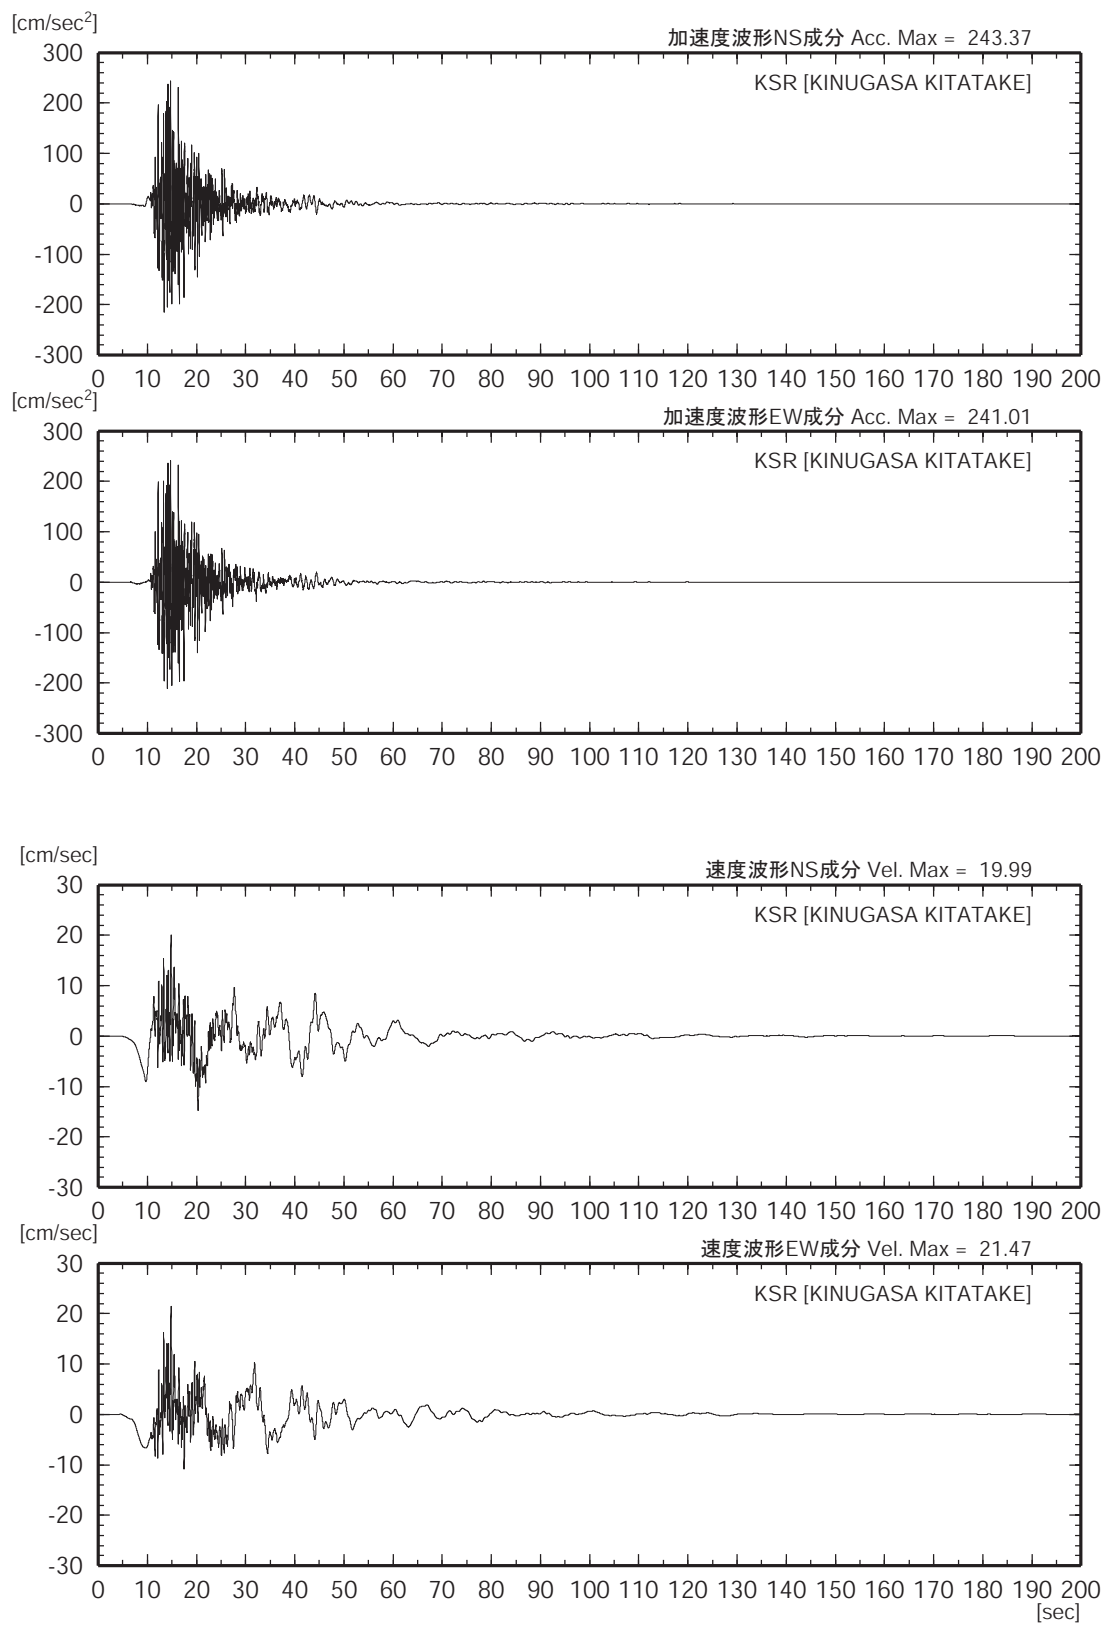 [cm/sec²]
加速度波形NS成分 Acc. Max = 243.37
KSR [KINUGASA KITATAKE]
300
200
100
0
-100
-200
-300
0 10 20 30 40 50 60 70 80 90 100 110 120 130 140 150 160 170 180 190 200
[cm/sec²]
加速度波形EW成分 Acc. Max = 241.01
KSR [KINUGASA KITATAKE]
300
200
100
0
-100
-200
-300
0 10 20 30 40 50 60 70 80 90 100 110 120 130 140 150 160 170 180 190 200
[cm/sec]
速度波形NS成分 Vel. Max = 19.99
KSR [KINUGASA KITATAKE]
30
20
10
0
-10
-20
-30
0 10 20 30 40 50 60 70 80 90 100 110 120 130 140 150 160 170 180 190 200
[cm/sec]
速度波形EW成分 Vel. Max = 21.47
KSR [KINUGASA KITATAKE]
30
20
10
0
-10
-20
-30
0 10 20 30 40 50 60 70 80 90 100 110 120 130 140 150 160 170 180 190 200
[sec]